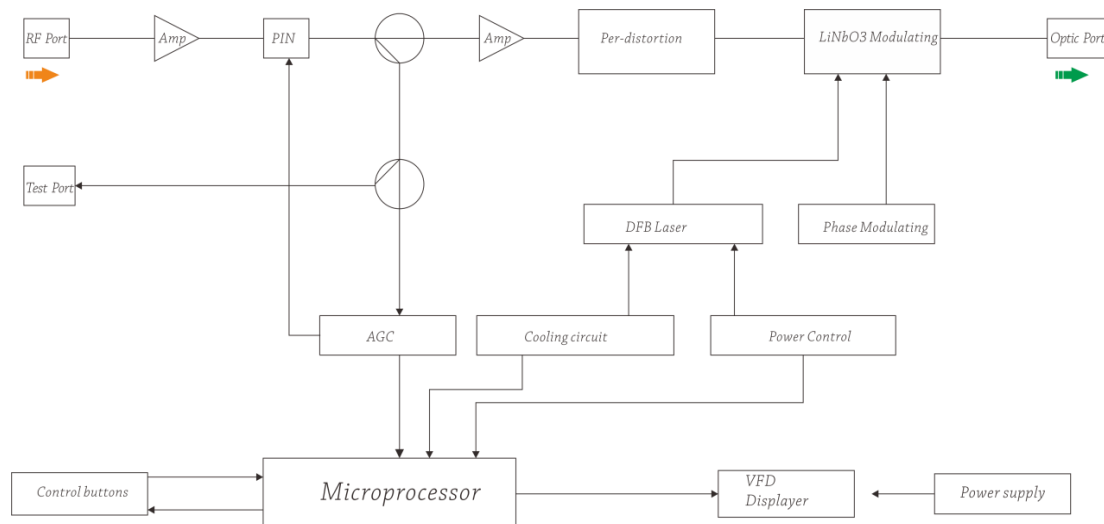 RF Port
Amp
PIN
Amp
Per-distortion
LiNbO3 Modulating
Optic Port
Test Port
DFB Laser
Phase Modulating
AGC
Cooling circuit
Power Control
Control buttons
Microprocessor
VFD
Displayer
Power supply